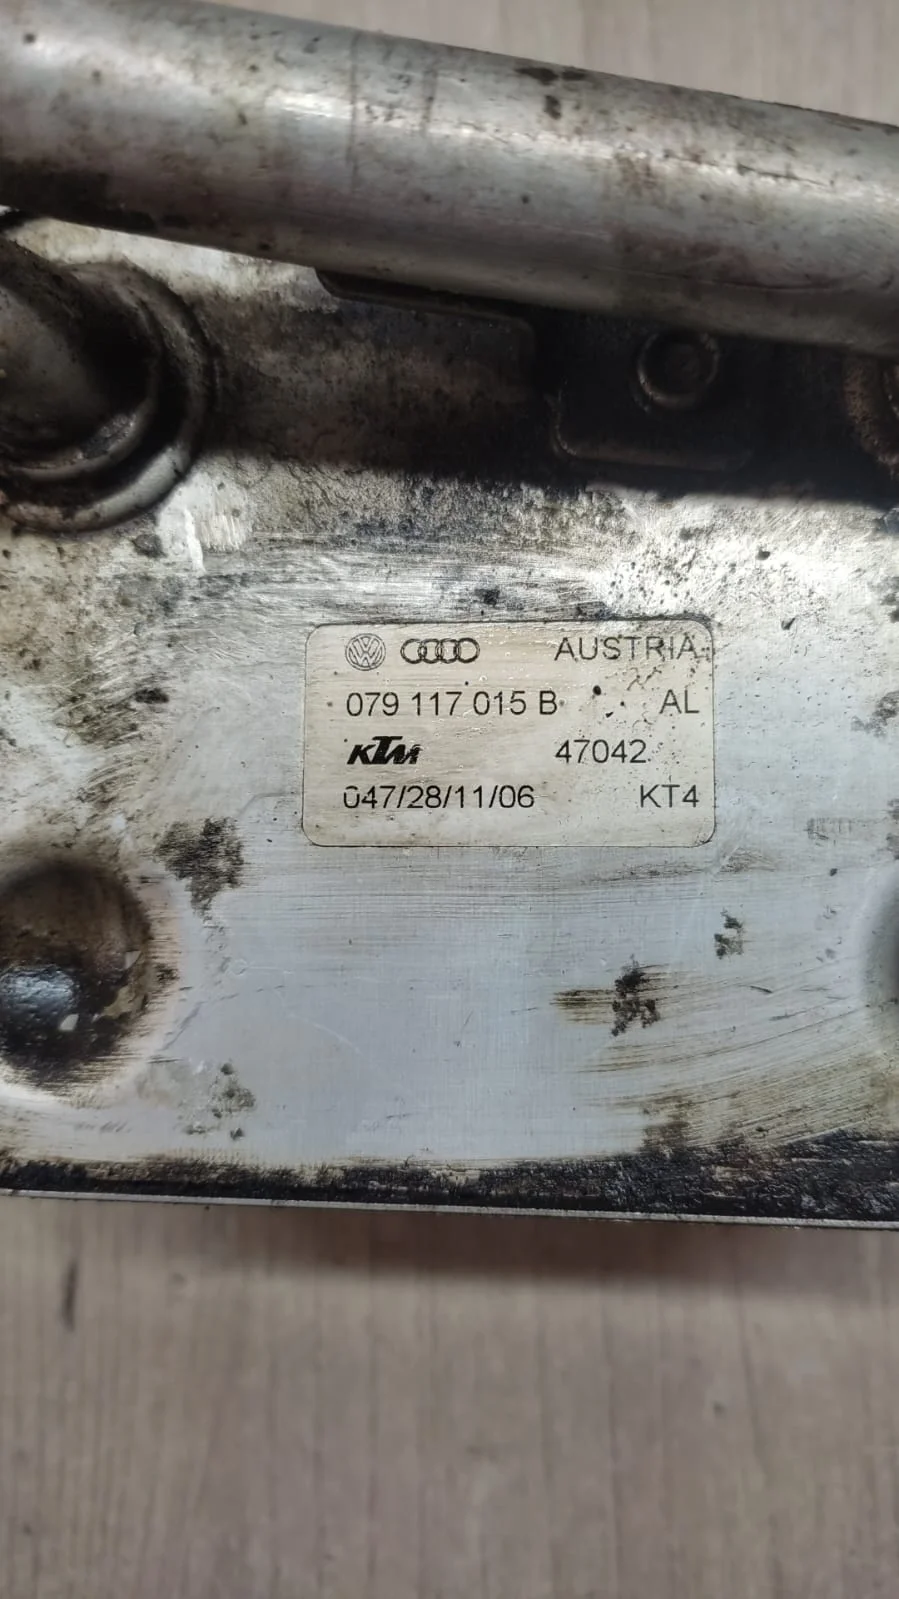 AUSTRIA
079 117 015 B AL
KTM 47042
047/28/11/06 KT4